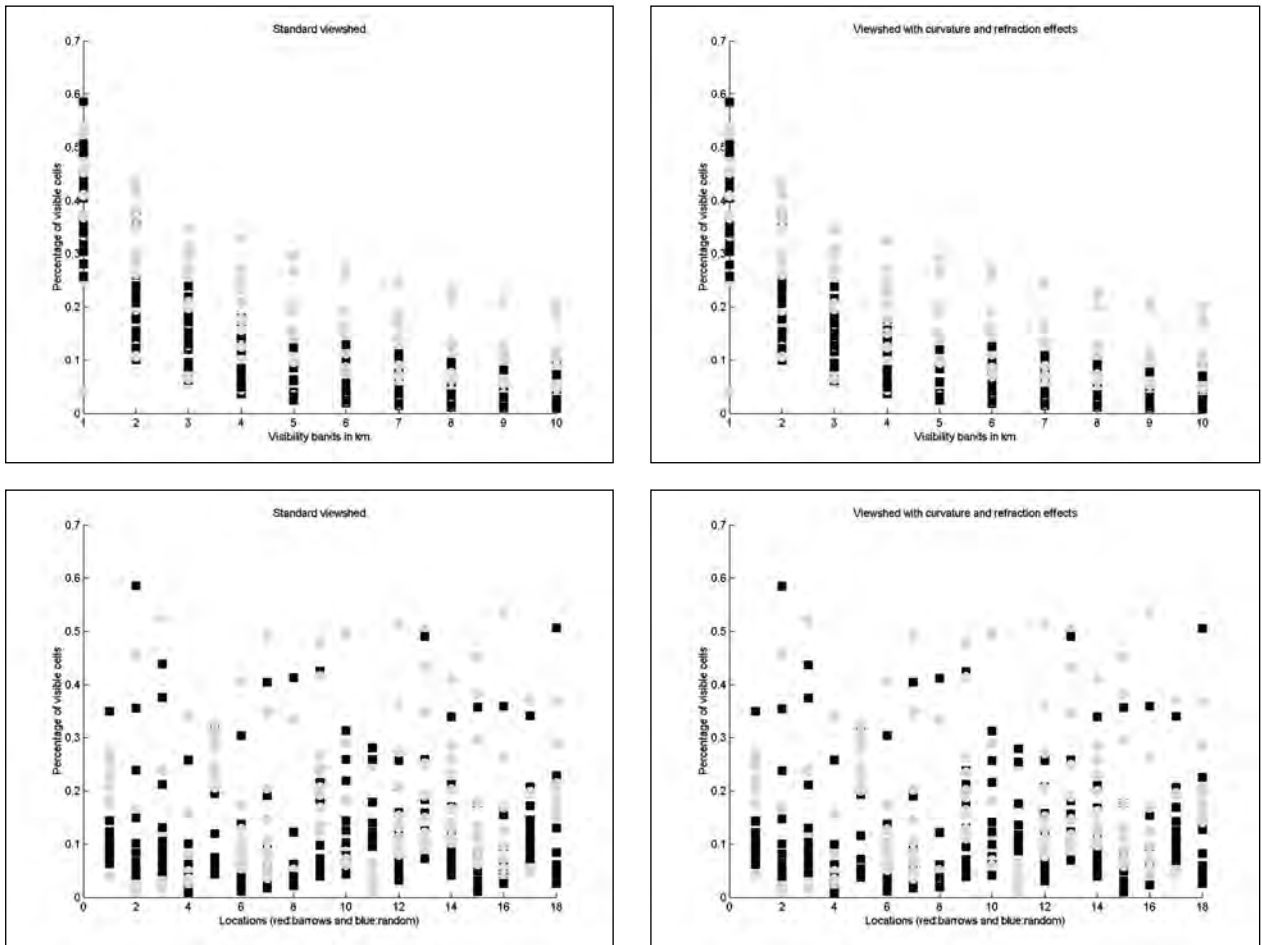 Standard viewshed
0.7
0.6
0.5
0.4
0.3
0.2
0.1
0
Percentage of visible cells
1 2 3 4 5 6 7 8 9 10
Visibility bands in km
Viewshed with curvature and refraction effects
0.7
0.6
0.5
0.4
0.3
0.2
0.1
0
Percentage of visible cells
1 2 3 4 5 6 7 8 9 10
Visibility bands in km
Standard viewshed
0.7
0.6
0.5
0.4
0.3
0.2
0.1
0
Percentage of visible cells
0 2 4 6 8 10 12 14 16 18
Locations (red:barrows and blue:random)
Viewshed with curvature and refraction effects
0.7
0.6
0.5
0.4
0.3
0.2
0.1
0
Percentage of visible cells
0 2 4 6 8 10 12 14 16 18
Locations (red:barrows and blue:random)